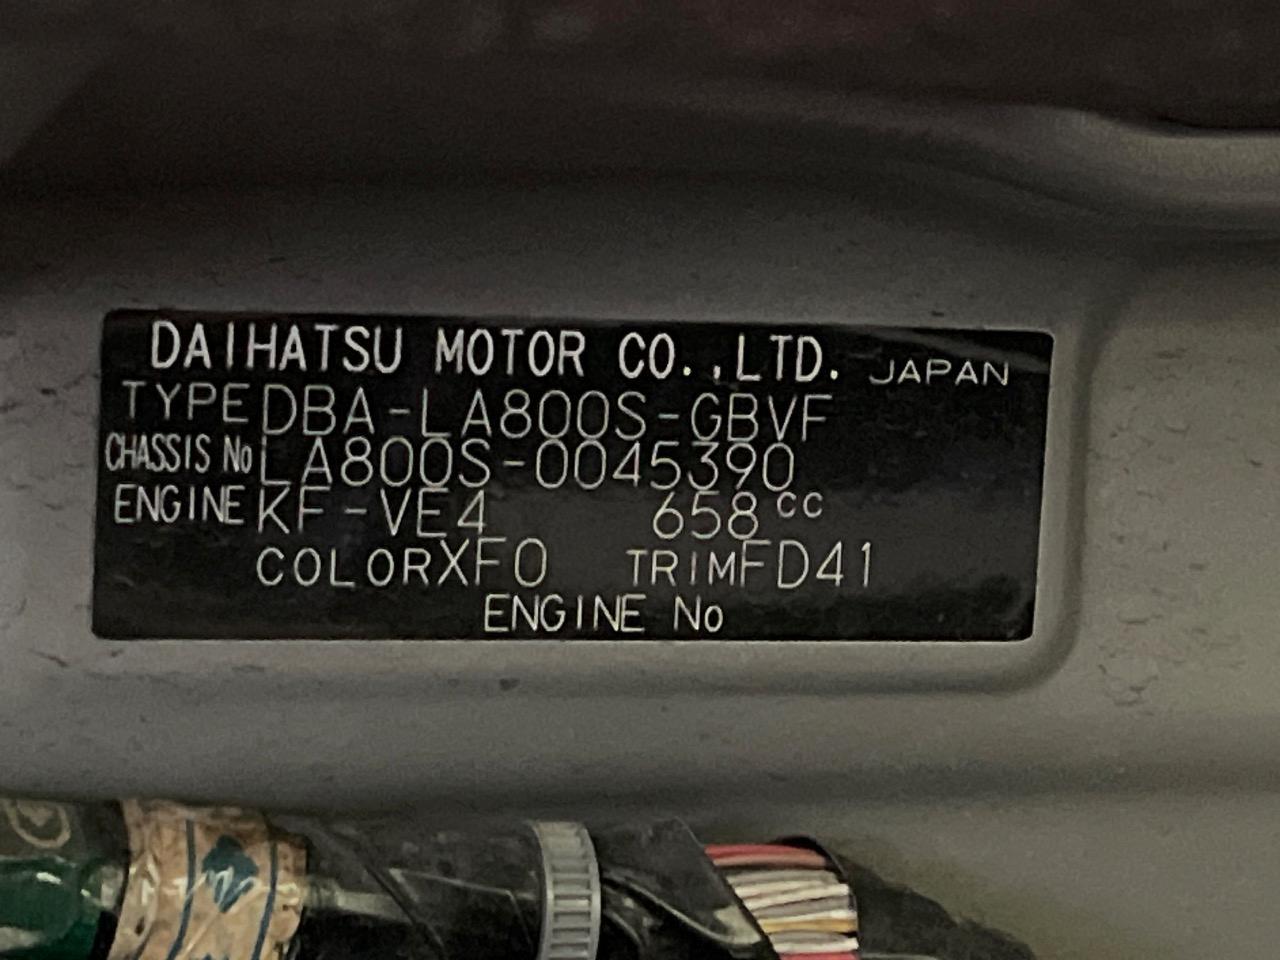 DAIHATSU MOTOR CO.,LTD. JAPAN
TYPE DBA-LA800S-GBVF
CHASSIS No LA800S-0045390
ENGINE KF-VE4 658cc
COLOR XF0 TRIM FD41
ENGINE No